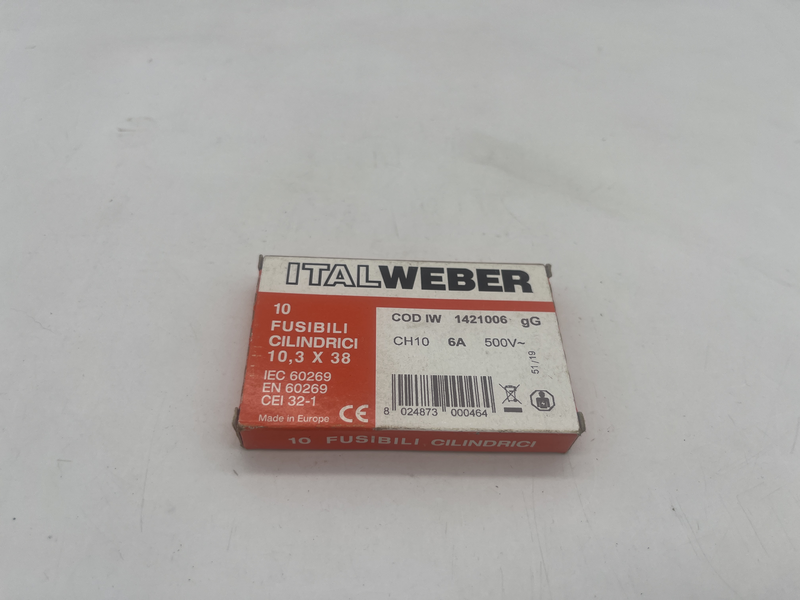 ITALWEBER
10
FUSIBILI
CILINDRICI
10,3 X 38
IEC 60269
EN 60269
CEI 32-1
Made in Europe
CE
COD IW 1421006 gG
CH10 6A 500V~
51/19
8 024873 000464
10 FUSIBILI CILINDRICI